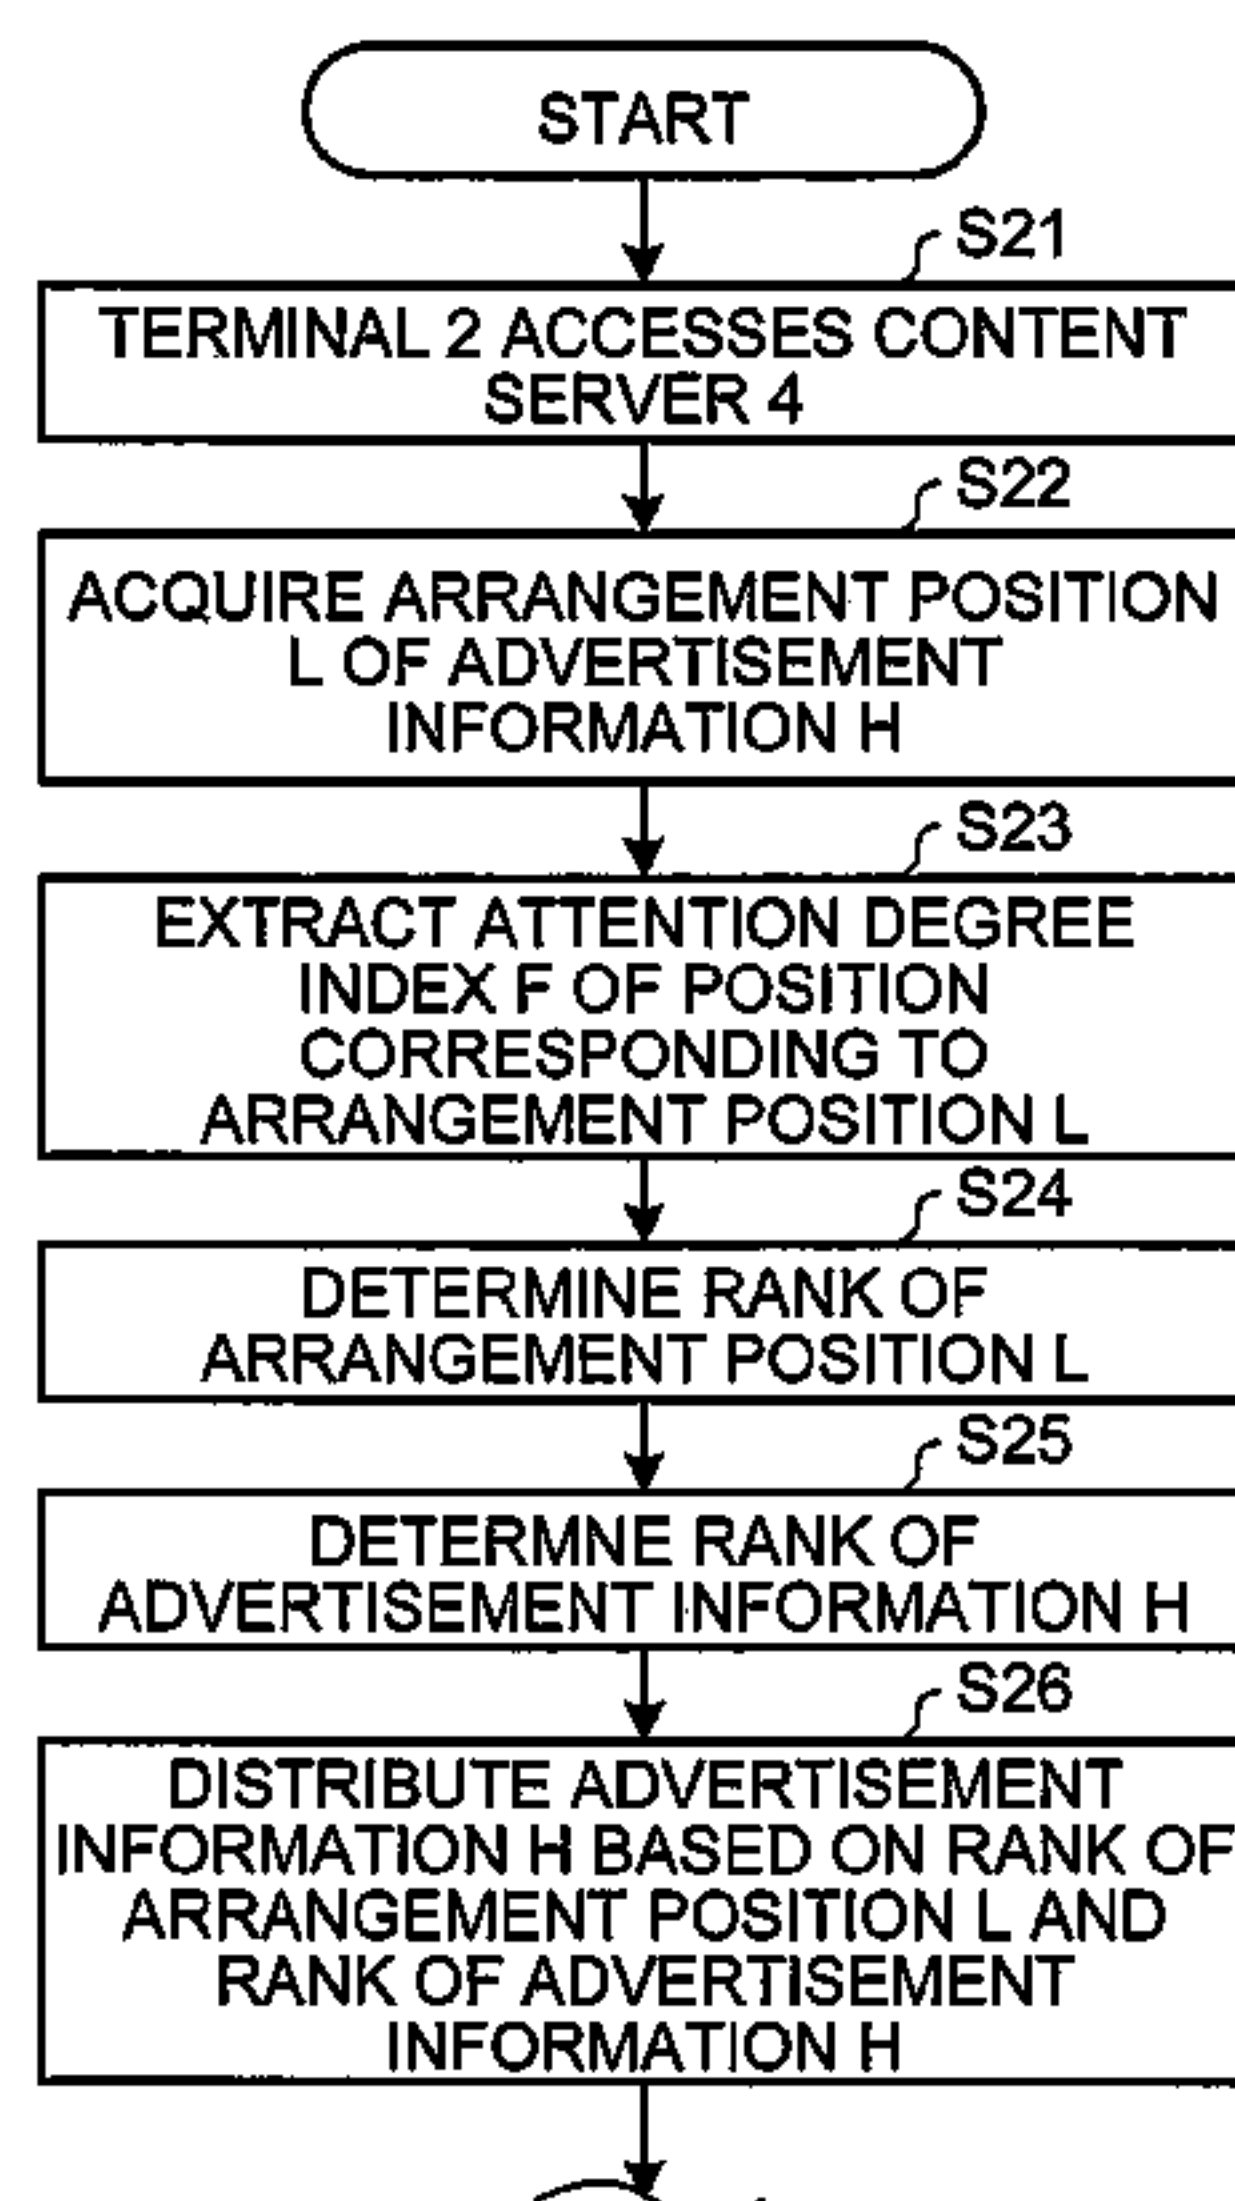 START
S21
TERMINAL 2 ACCESSES CONTENT
SERVER 4
S22
ACQUIRE ARRANGEMENT POSITION
L OF ADVERTISEMENT
INFORMATION H
S23
EXTRACT ATTENTION DEGREE
INDEX F OF POSITION
CORRESPONDING TO
ARRANGEMENT POSITION L
S24
DETERMINE RANK OF
ARRANGEMENT POSITION L
S25
DETERMNE RANK OF
ADVERTISEMENT INFORMATION H
S26
DISTRIBUTE ADVERTISEMENT
INFORMATION H BASED ON RANK OF
ARRANGEMENT POSITION L AND
RANK OF ADVERTISEMENT
INFORMATION H